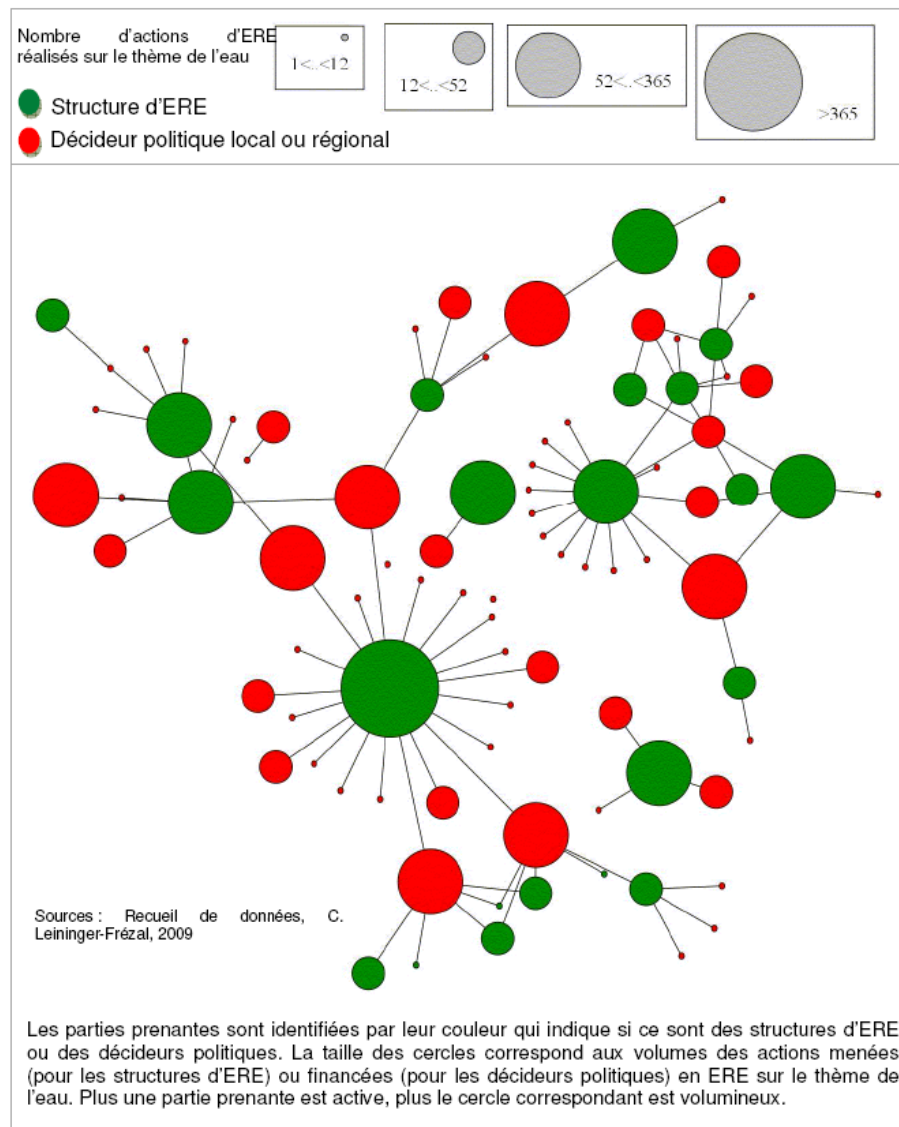 Nombre d'actions d'ERE
réalisés sur le thème de l'eau
1<..<12
12<..<52
52<..<365
>365
Structure d'ERE
Décideur politique local ou régional
Sources : Recueil de données, C.
Leininger-Frézal, 2009
Les parties prenantes sont identifiées par leur couleur qui indique si ce sont des structures d'ERE
ou des décideurs politiques. La taille des cercles correspond aux volumes des actions menées
(pour les structures d'ERE) ou financées (pour les décideurs politiques) en ERE sur le thème de
l'eau. Plus une partie prenante est active, plus le cercle correspondant est volumineux.